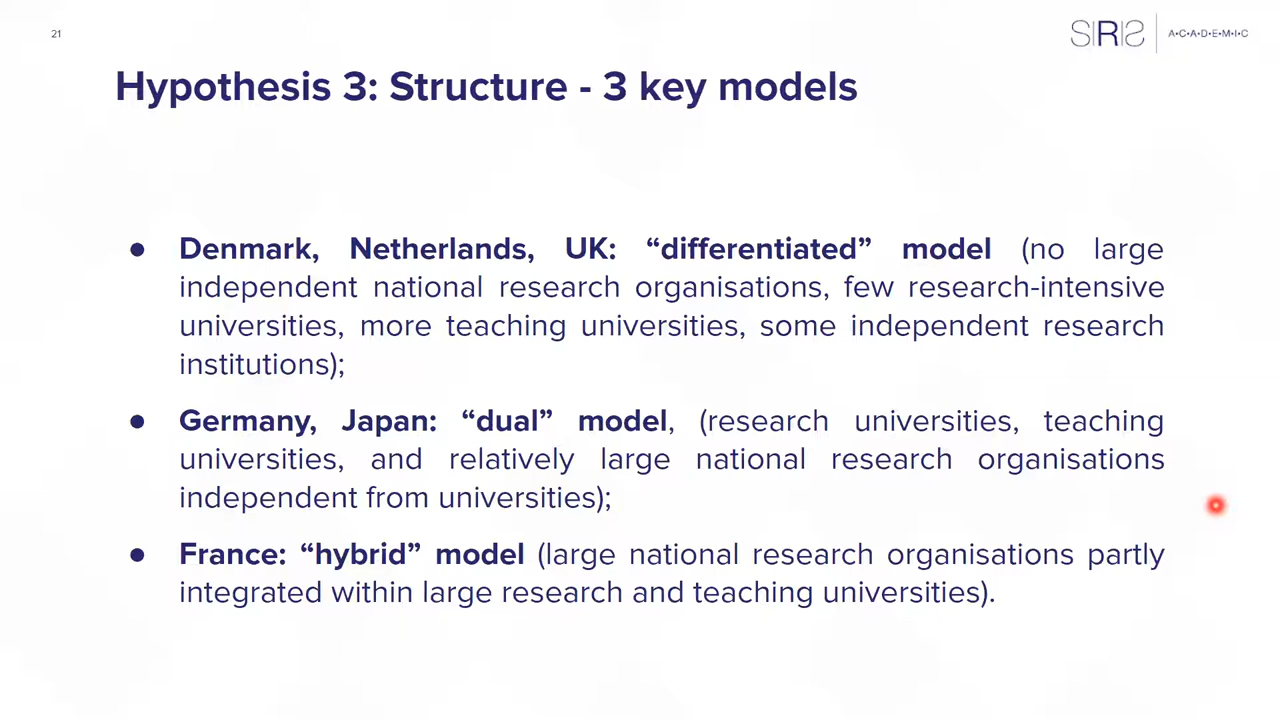 21
SIRIS
A•C•A•D•E•M•I•C
Hypothesis 3: Structure - 3 key models
● Denmark, Netherlands, UK: “differentiated” model (no large
independent national research organisations, few research-intensive
universities, more teaching universities, some independent research
institutions);
● Germany, Japan: “dual” model, (research universities, teaching
universities, and relatively large national research organisations
independent from universities);
● France: “hybrid” model (large national research organisations partly
integrated within large research and teaching universities).